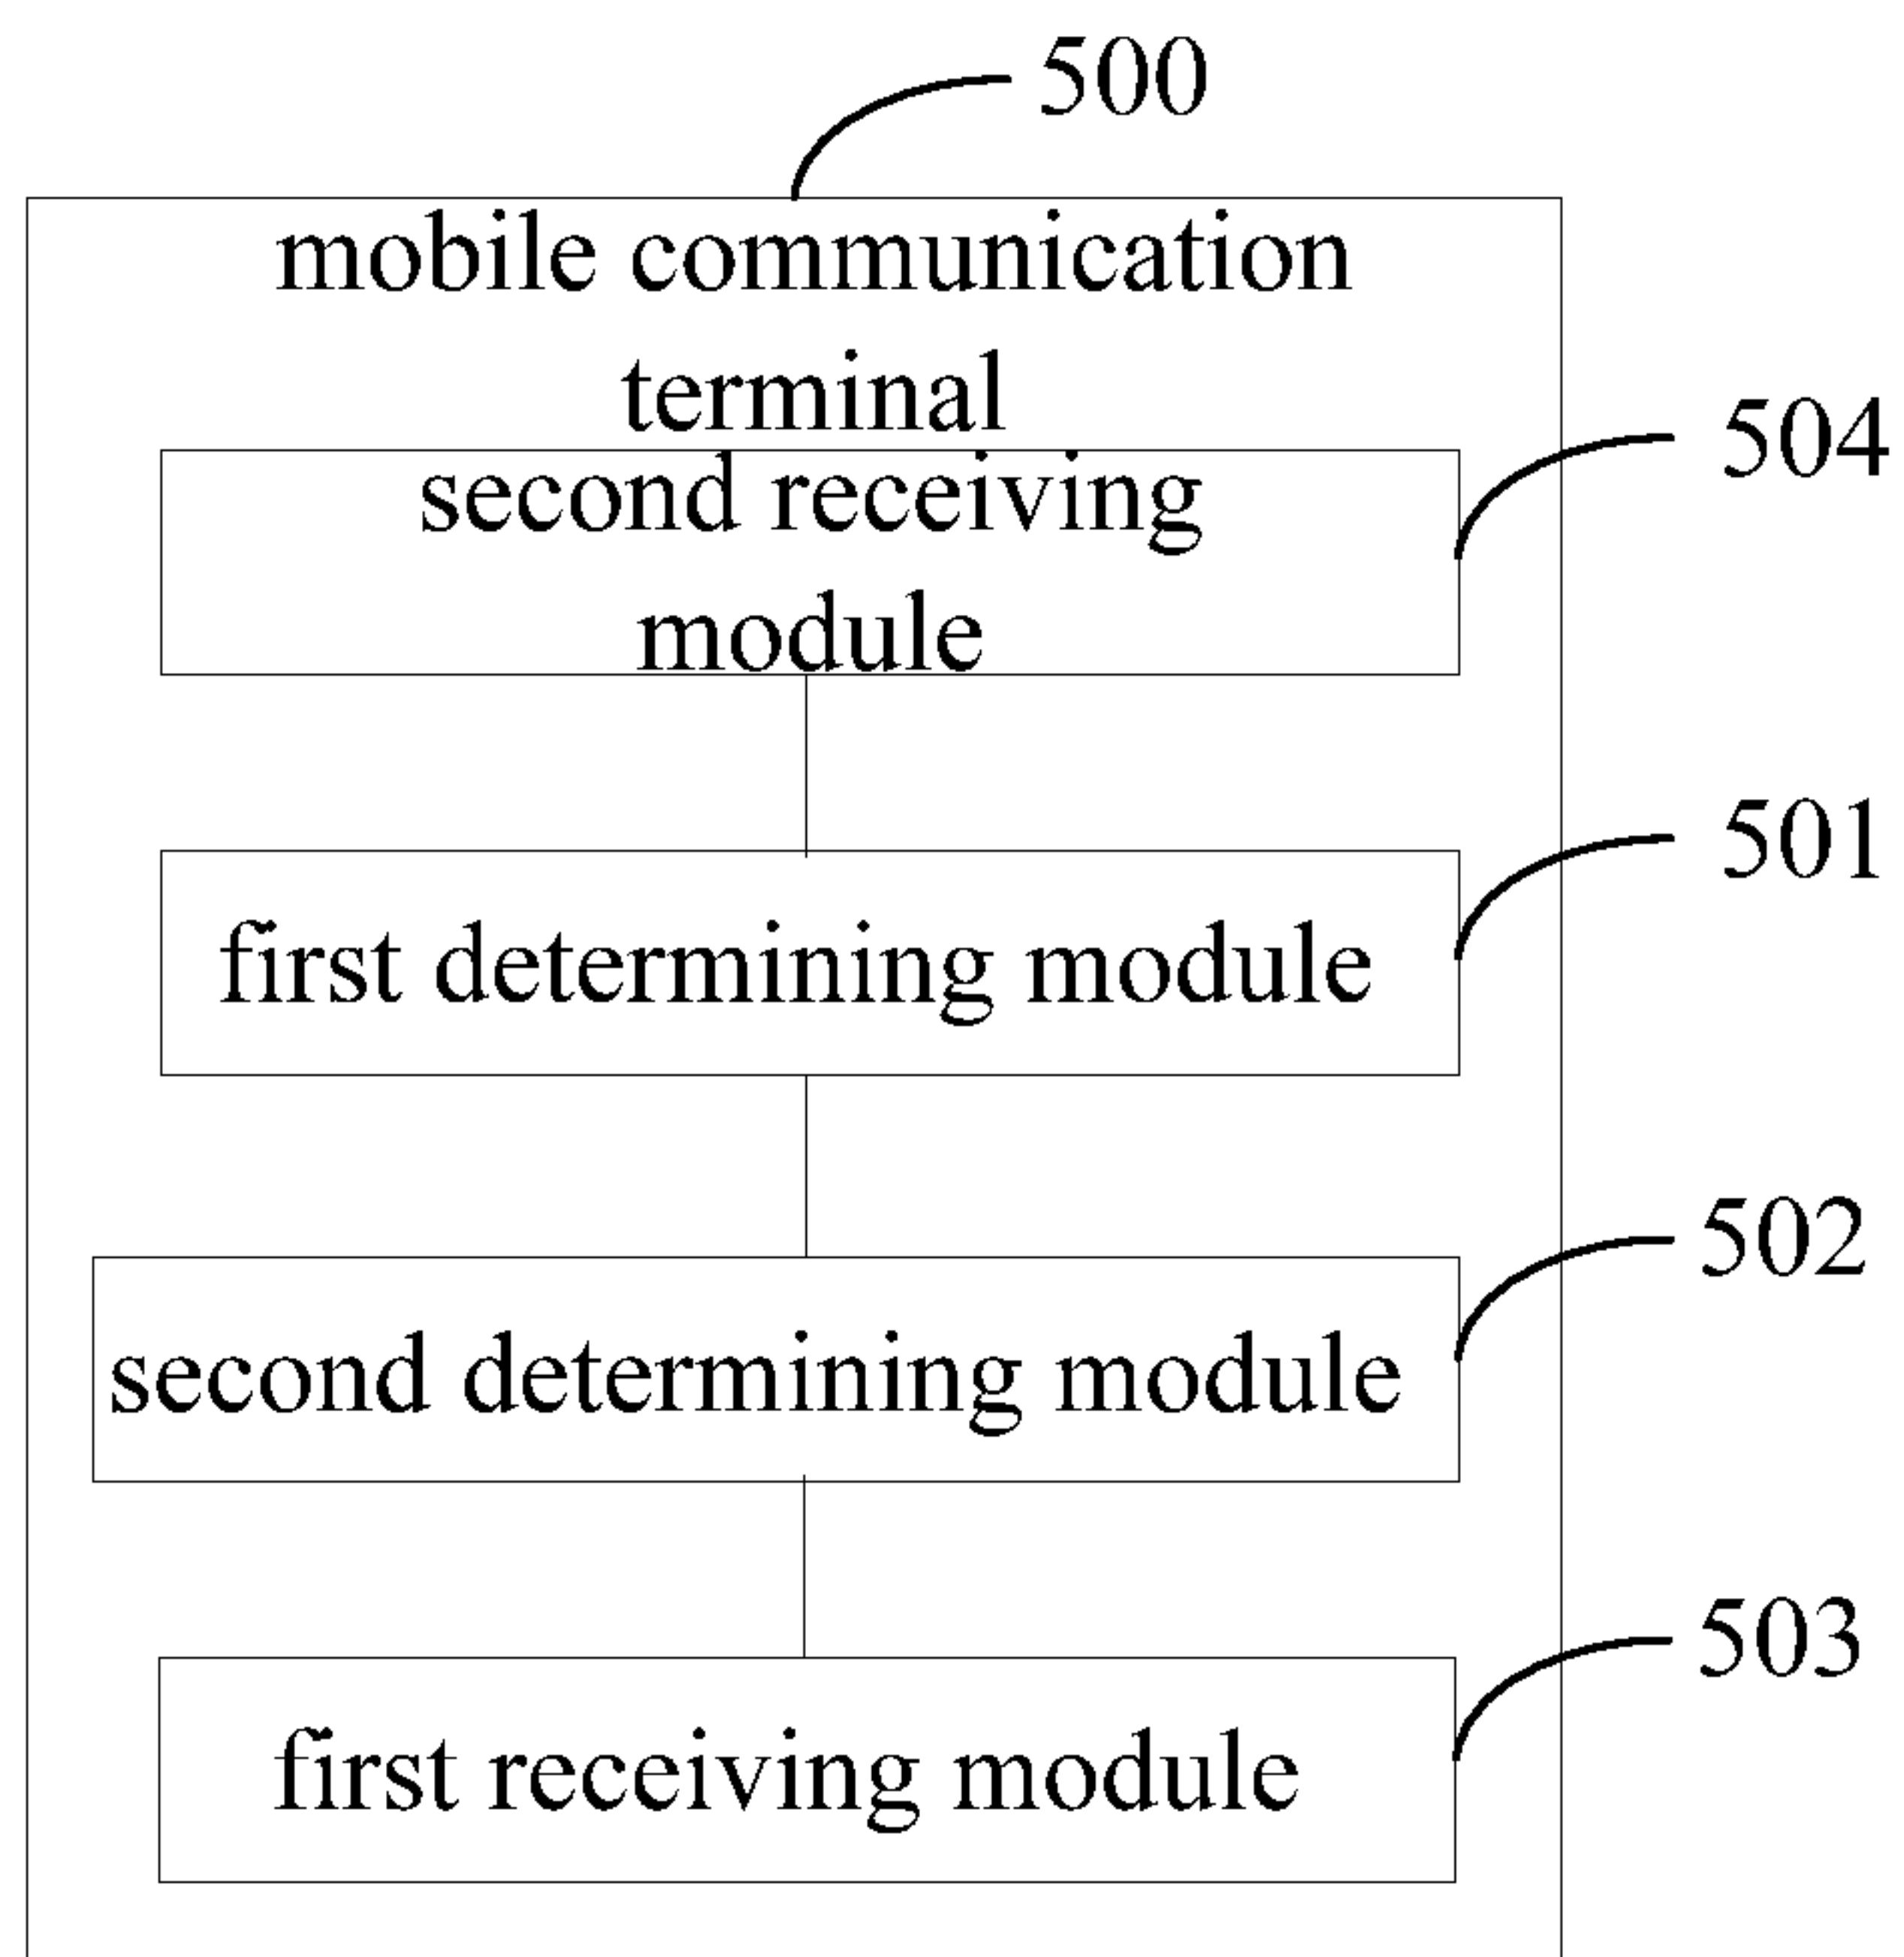 500
mobile communication
terminal
504
second receiving
module
501
first determining module
502
second determining module
503
first receiving module